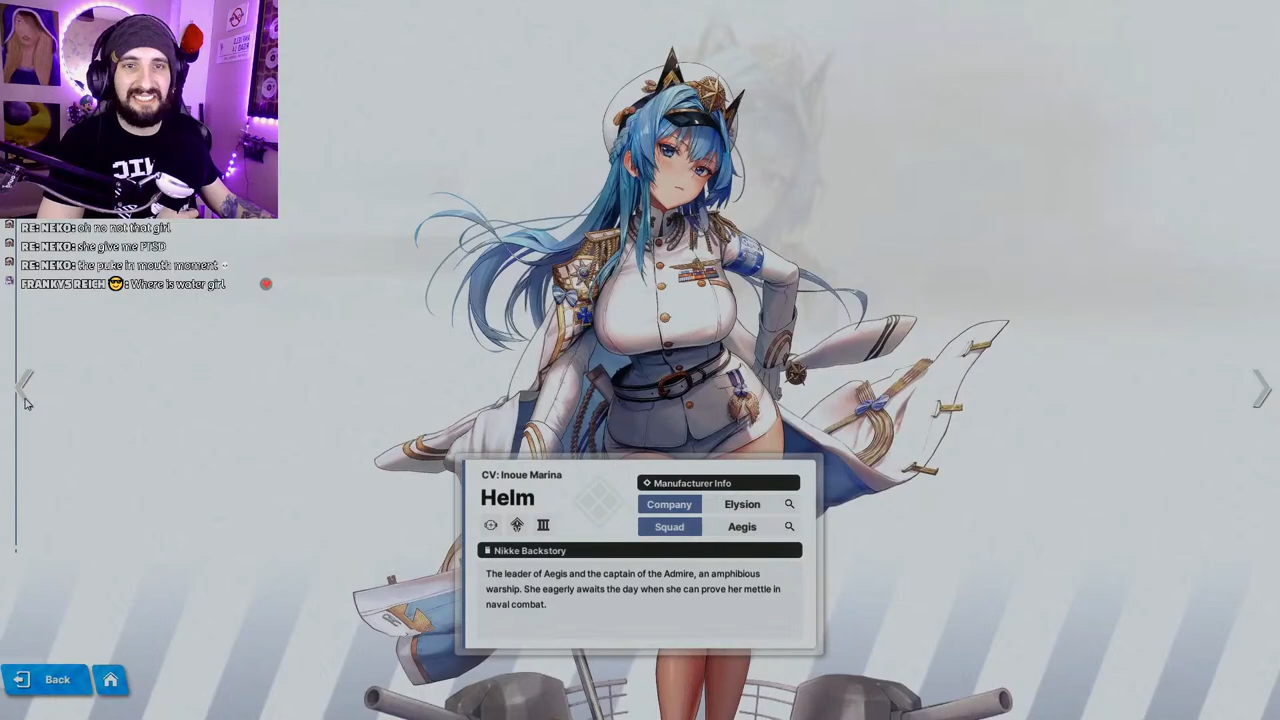 RE: NEKO: oh no not that girl
RE: NEKO: she give me PTSD
RE: NEKO: the puke in mouth moment
FRANKYS REICH 😎: Where is water girl
CV: Inoue Marina
Helm
Manufacturer Info
Company Elysion
Squad Aegis
Nikke Backstory
The leader of Aegis and the captain of the Admire, an amphibious
warship. She eagerly awaits the day when she can prove her mettle in
naval combat.
Back